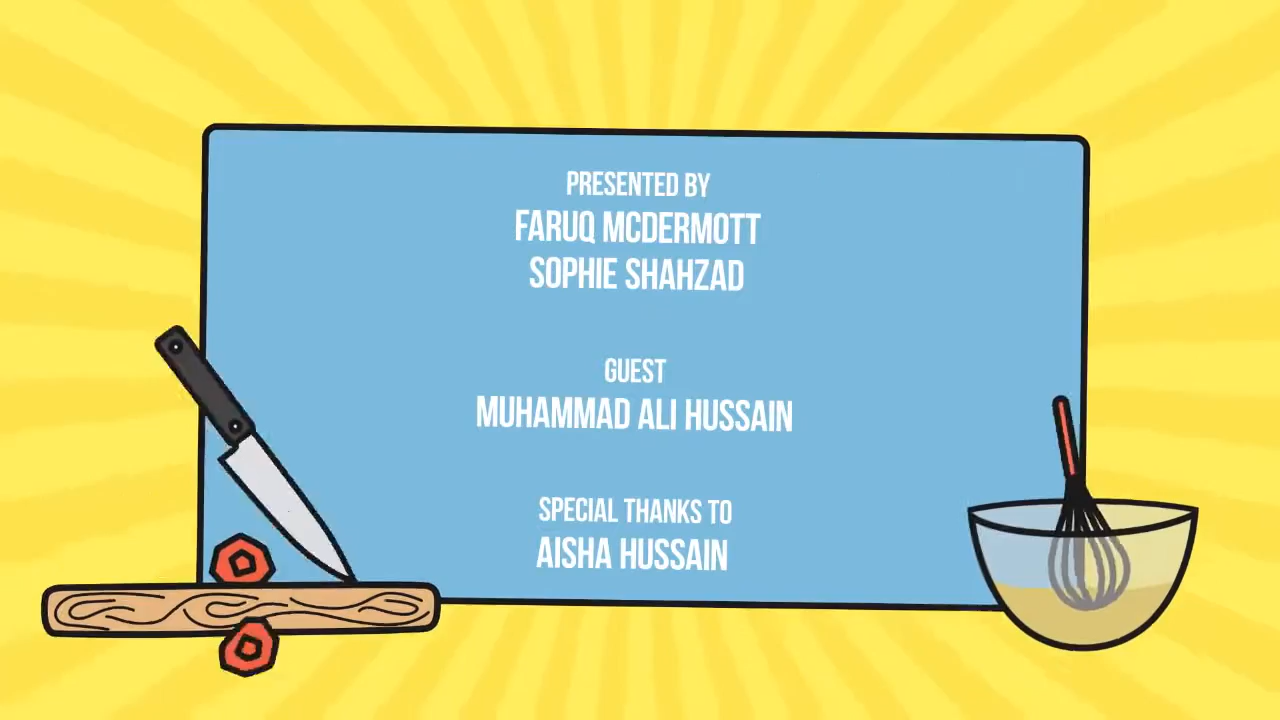 PRESENTED BY
FARUQ MCDERMOTT
SOPHIE SHAHZAD
GUEST
MUHAMMAD ALI HUSSAIN
SPECIAL THANKS TO
AISHA HUSSAIN